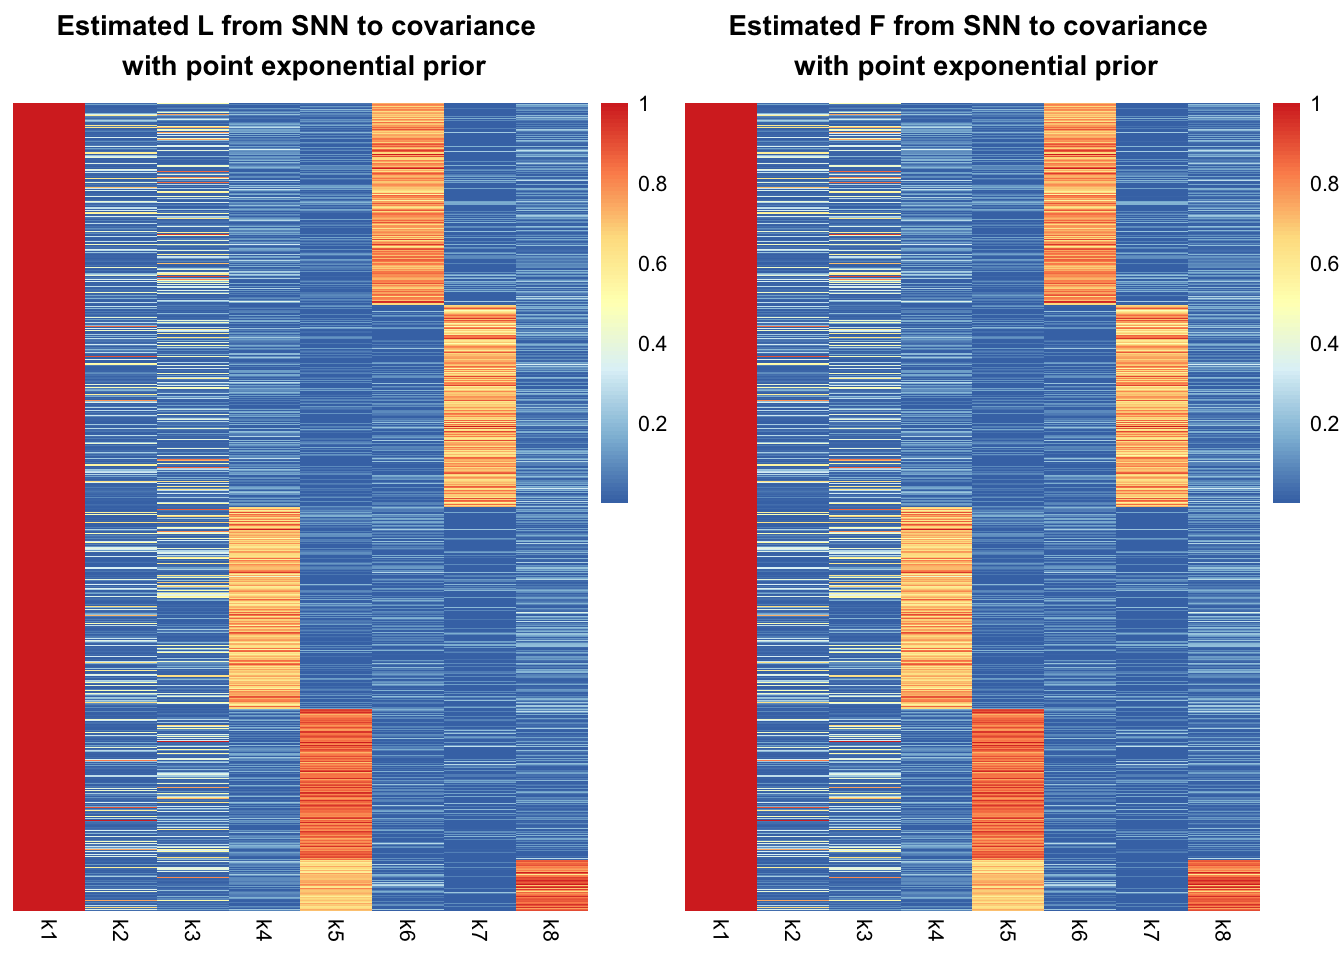 Estimated L from SNN to covariance
with point exponential prior
1
0.8
0.6
0.4
0.2
k1 k2 k3 k4 k5 k6 k7 k8
Estimated F from SNN to covariance
with point exponential prior
1
0.8
0.6
0.4
0.2
k1 k2 k3 k4 k5 k6 k7 k8